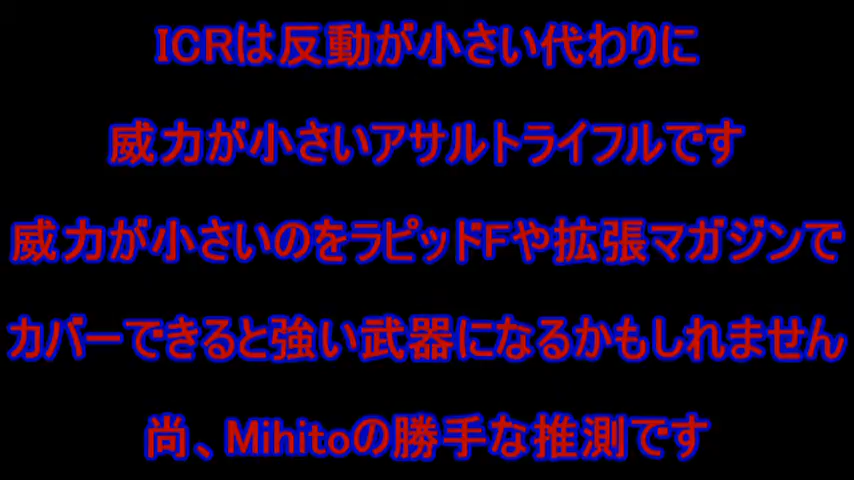 ICRは反動が小さい代わりに
威力が小さいアサルトライフルです
威力が小さいのをラピッドFや拡張マガジンで
カバーできると強い武器になるかもしれません
尚、Mihitoの勝手な推測です